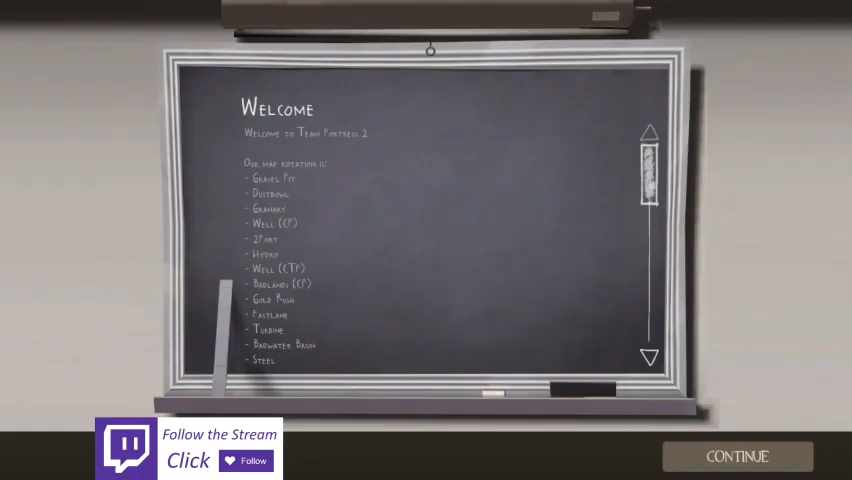 Welcome
Welcome to Team Fortress 2
Our map rotation is:
- Gravel Pit
- Dustbowl
- Granary
- Well (CP)
- 2Fort
- Hydro
- Well (CTF)
- Badlands (CP)
- Gold Rush
- Fastlane
- Turbine
- Badwater Basin
- Steel
Follow the Stream
Click Follow
CONTINUE